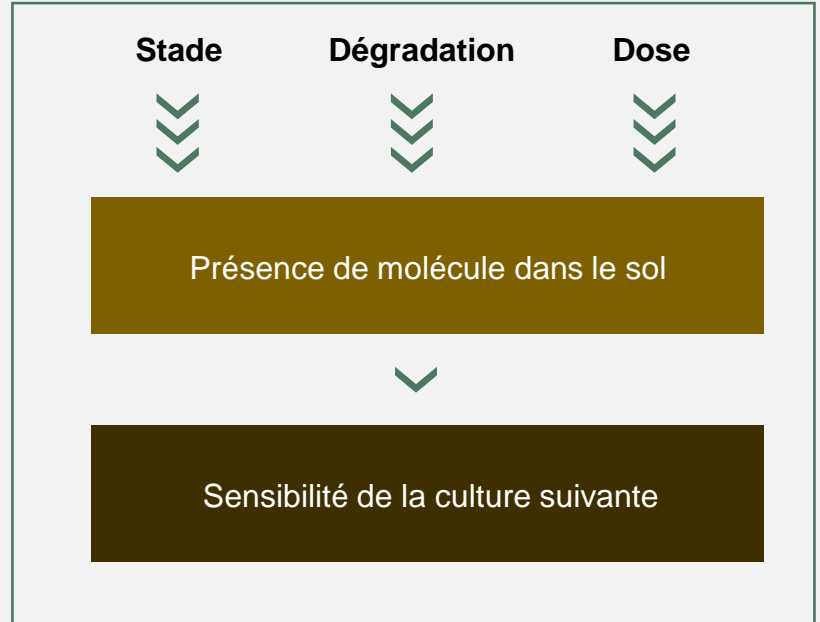 Stade Dégradation Dose
Présence de molécule dans le sol
Sensibilité de la culture suivante